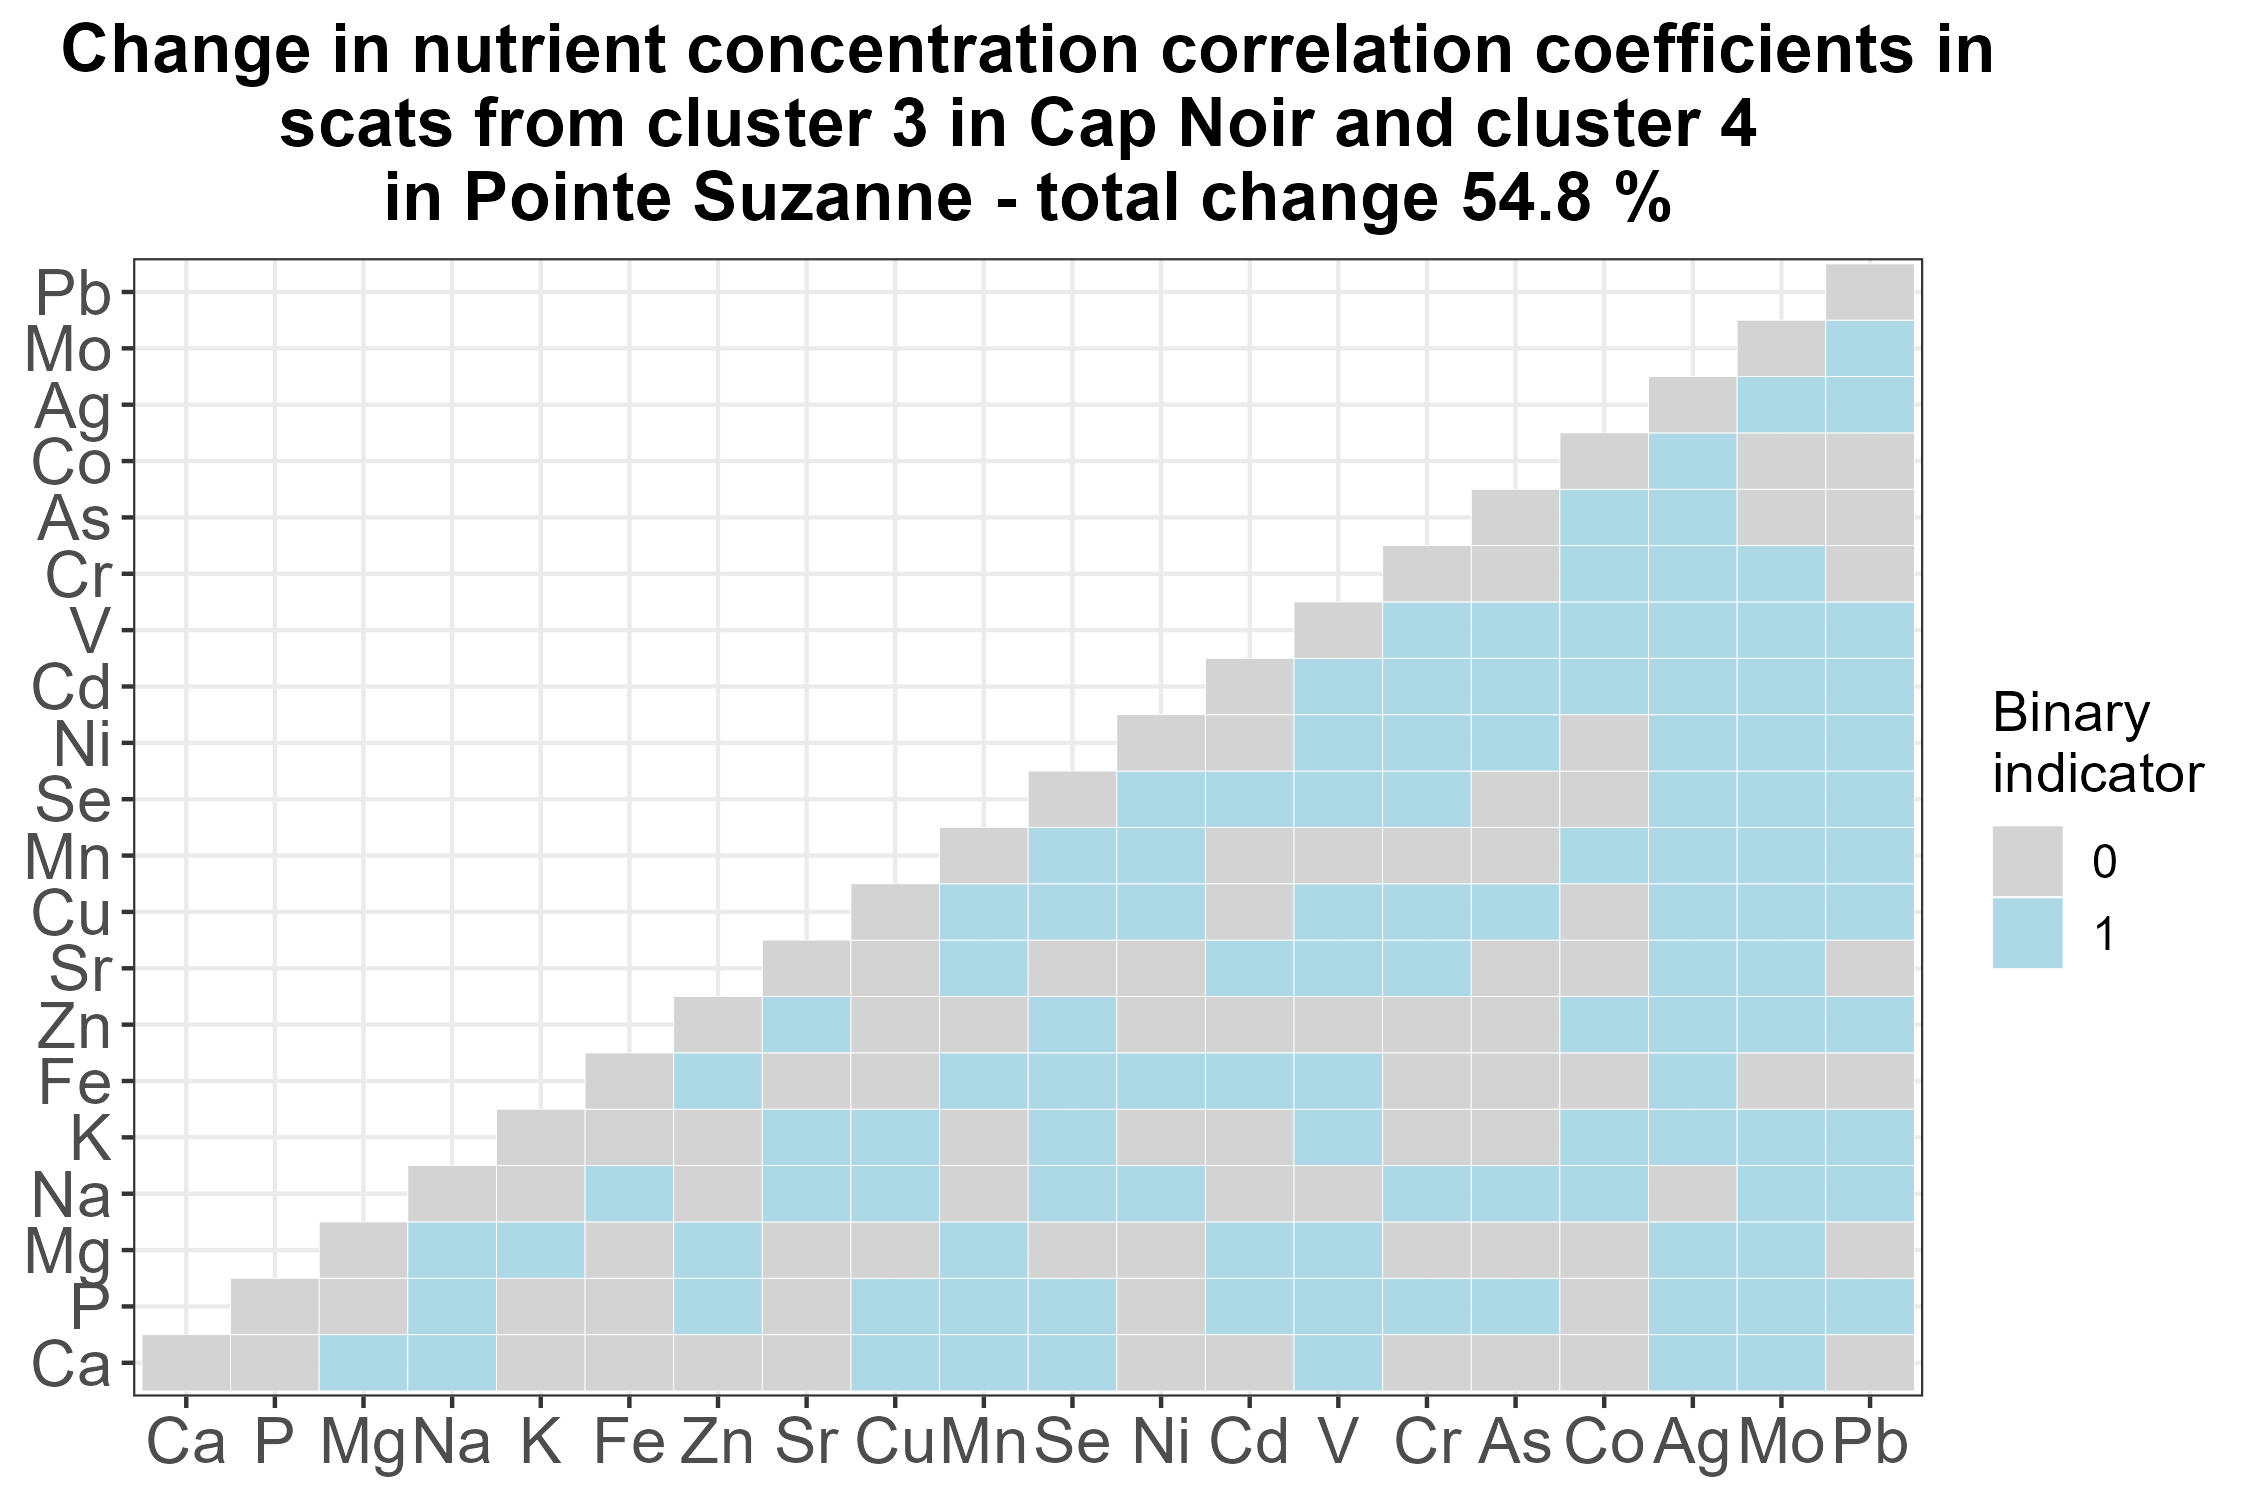 Change in nutrient concentration correlation coefficients in
scats from cluster 3 in Cap Noir and cluster 4
in Pointe Suzanne - total change 54.8 %
Pb
Mo
Ag
Co
As
Cr
V
Cd
Ni
Se
Mn
Cu
Sr
Zn
Fe
K
Na
Mg
P
Ca
Ca P Mg Na K Fe Zn Sr Cu Mn Se Ni Cd V Cr As Co Ag Mo Pb
Binary
indicator
0
1